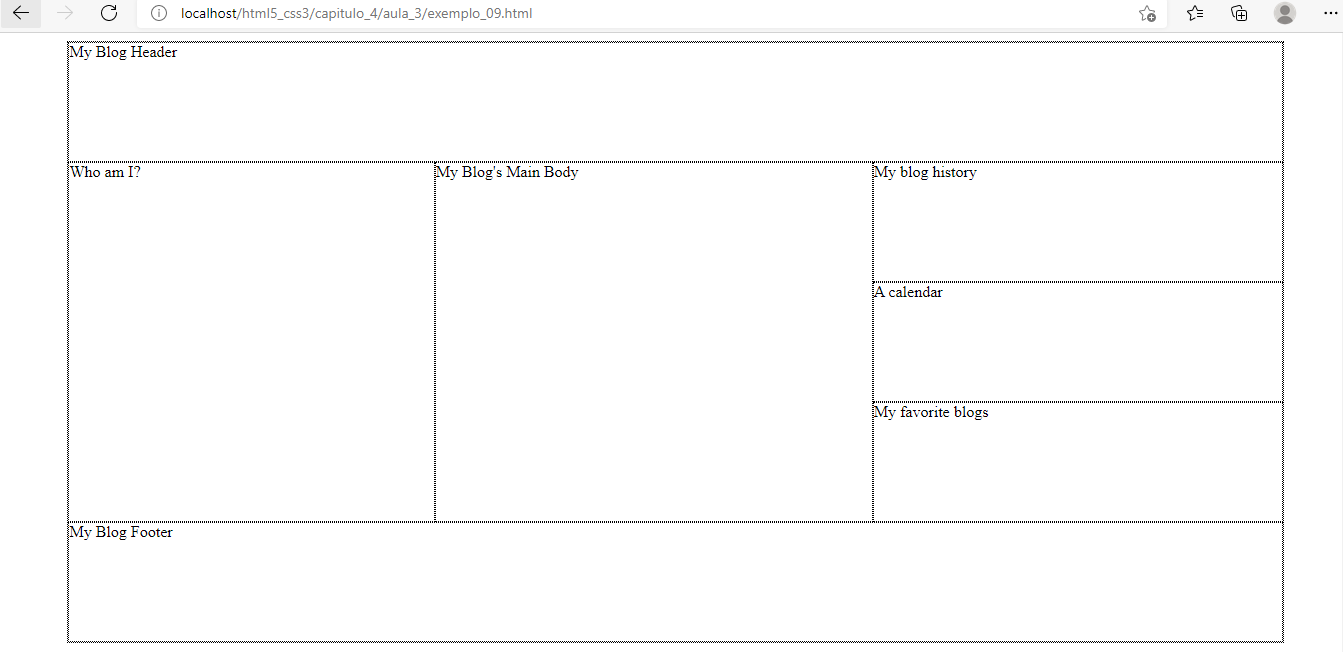 localhost/html5_css3/capitulo_4/aula_3/exemplo_09.html
My Blog Header
Who am I?
My Blog's Main Body
My blog history
A calendar
My favorite blogs
My Blog Footer